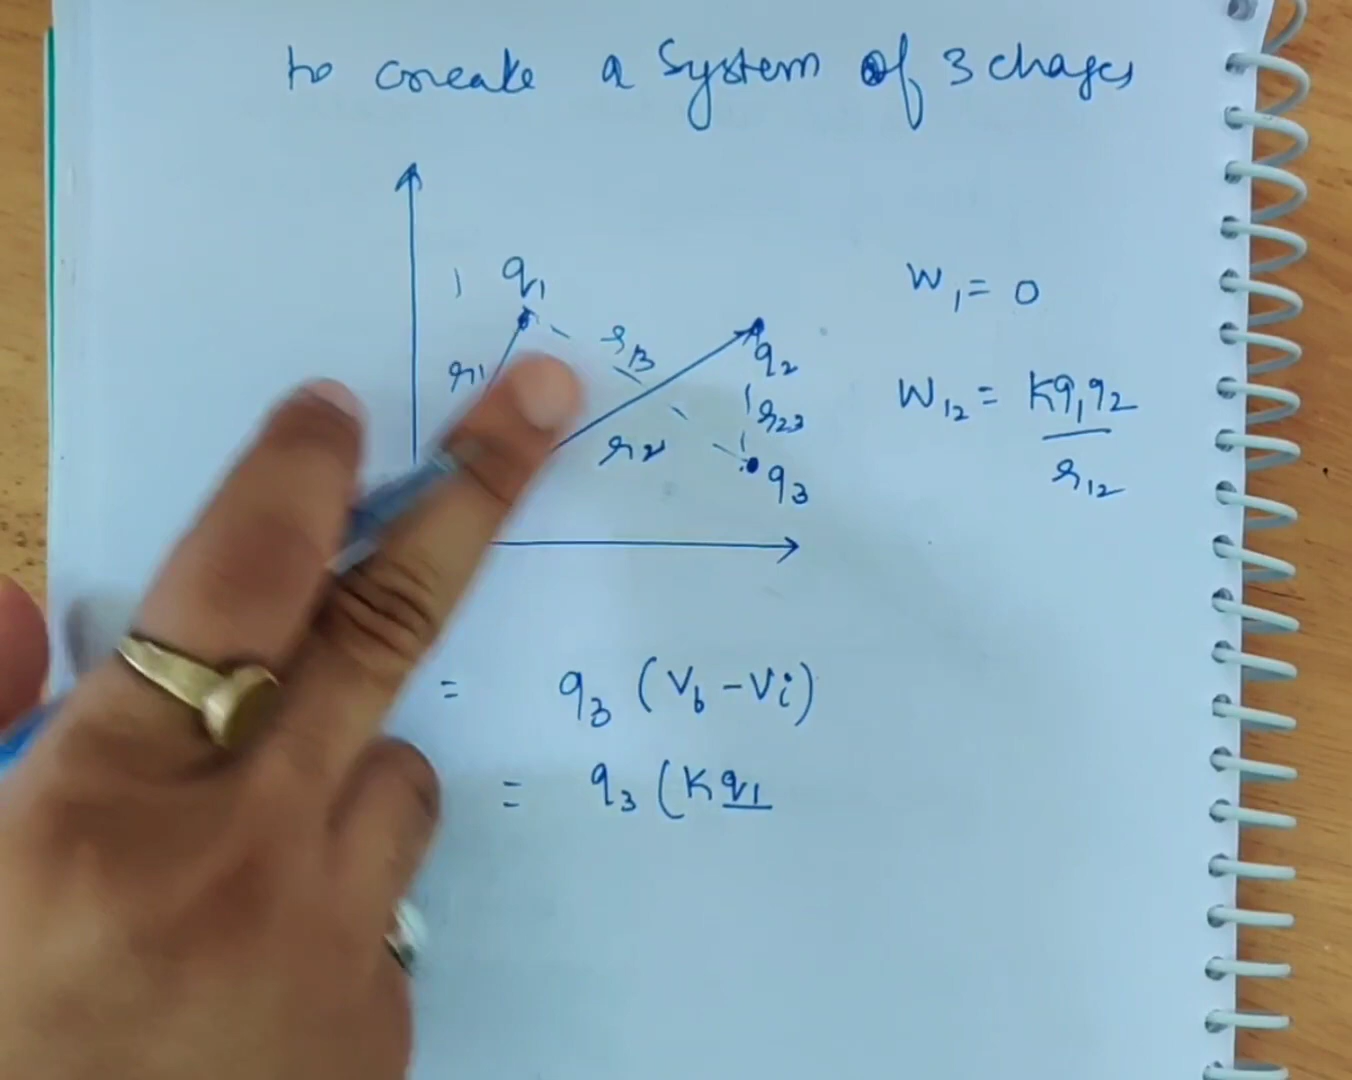 to create a System of 3 charges
q1
r13
r1
q2
r23
r2
q3
W1 = 0
W12 = Kq1q2
r12
= q3 (Vf - Vi)
= q3 (Kq1